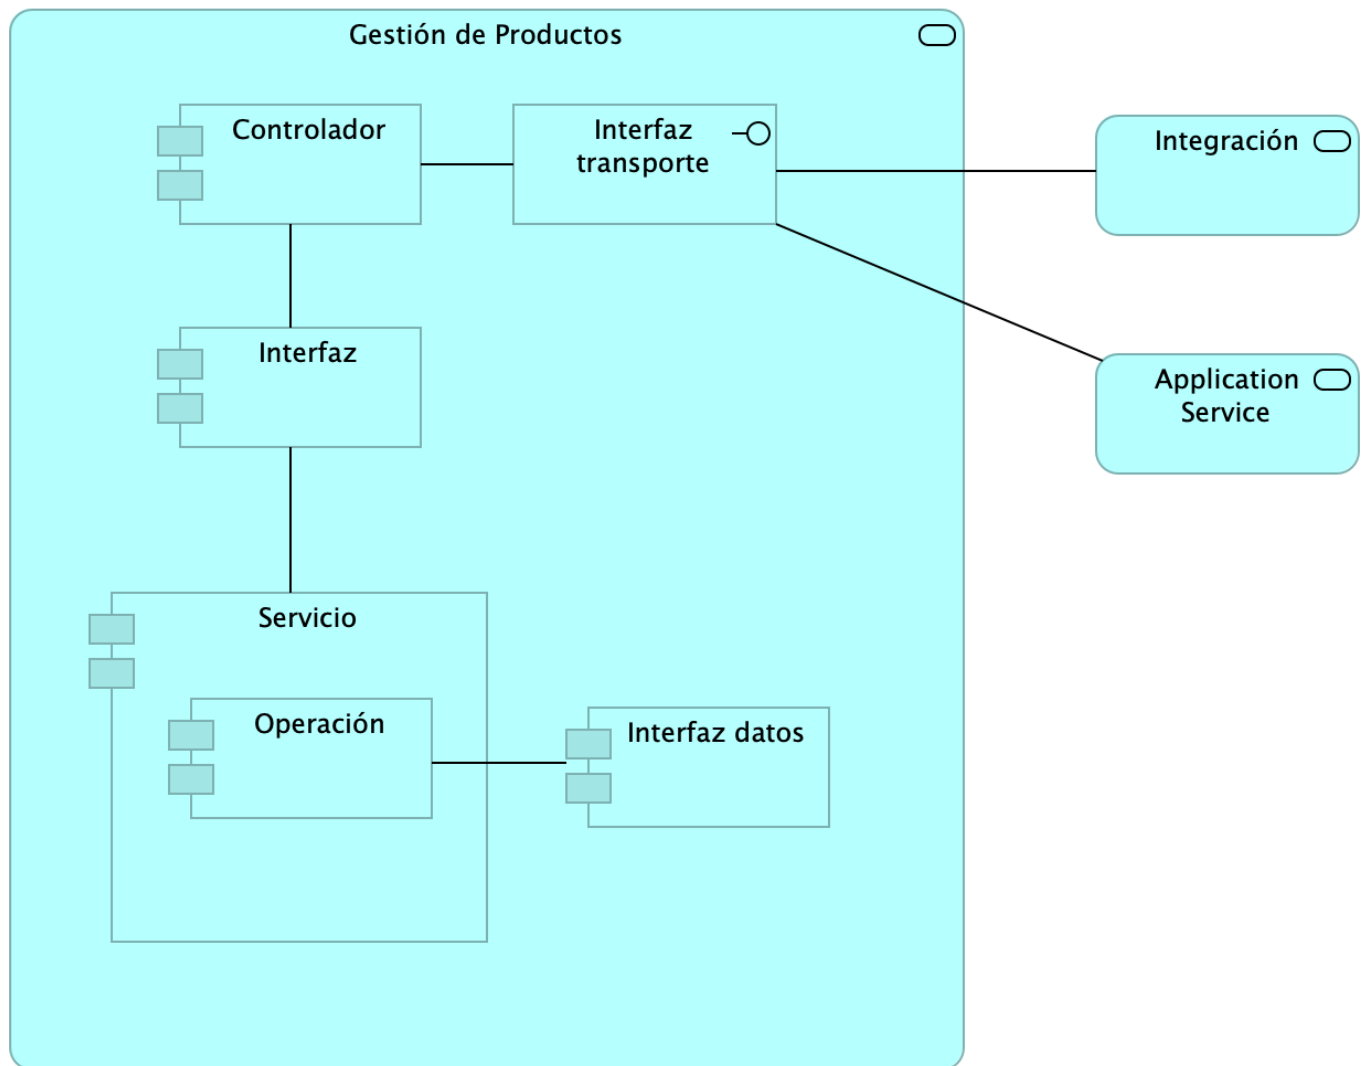 Gestión de Productos
Controlador
Interfaz
transporte
Integración
Interfaz
Application
Service
Servicio
Operación
Interfaz datos